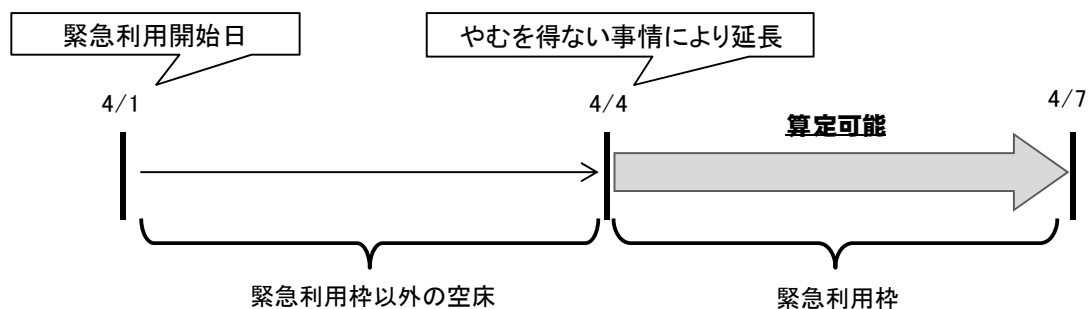 緊急利用開始日
やむを得ない事情により延長
4/1
4/4
4/7
算定可能
緊急利用枠以外の空床
緊急利用枠